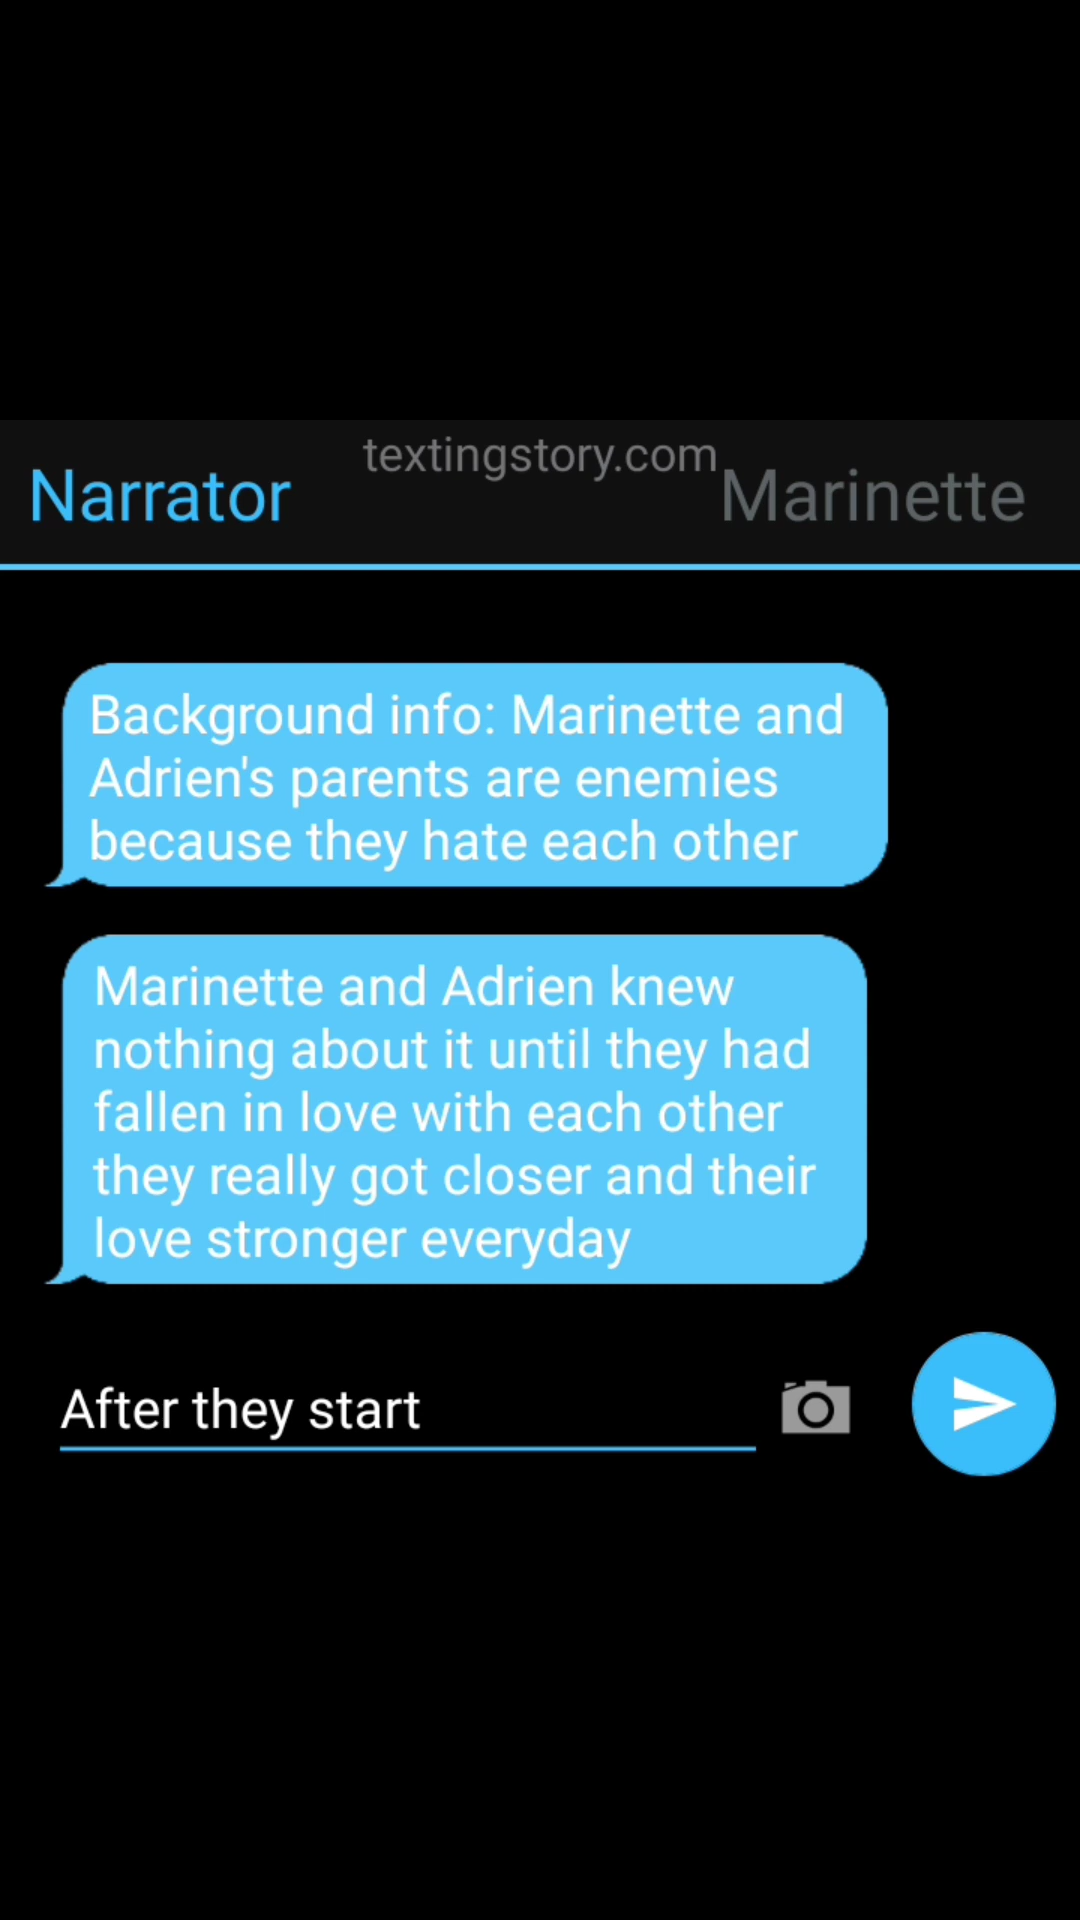 textingstory.com
Narrator
Marinette
Background info: Marinette and
Adrien's parents are enemies
because they hate each other
Marinette and Adrien knew
nothing about it until they had
fallen in love with each other
they really got closer and their
love stronger everyday
After they start